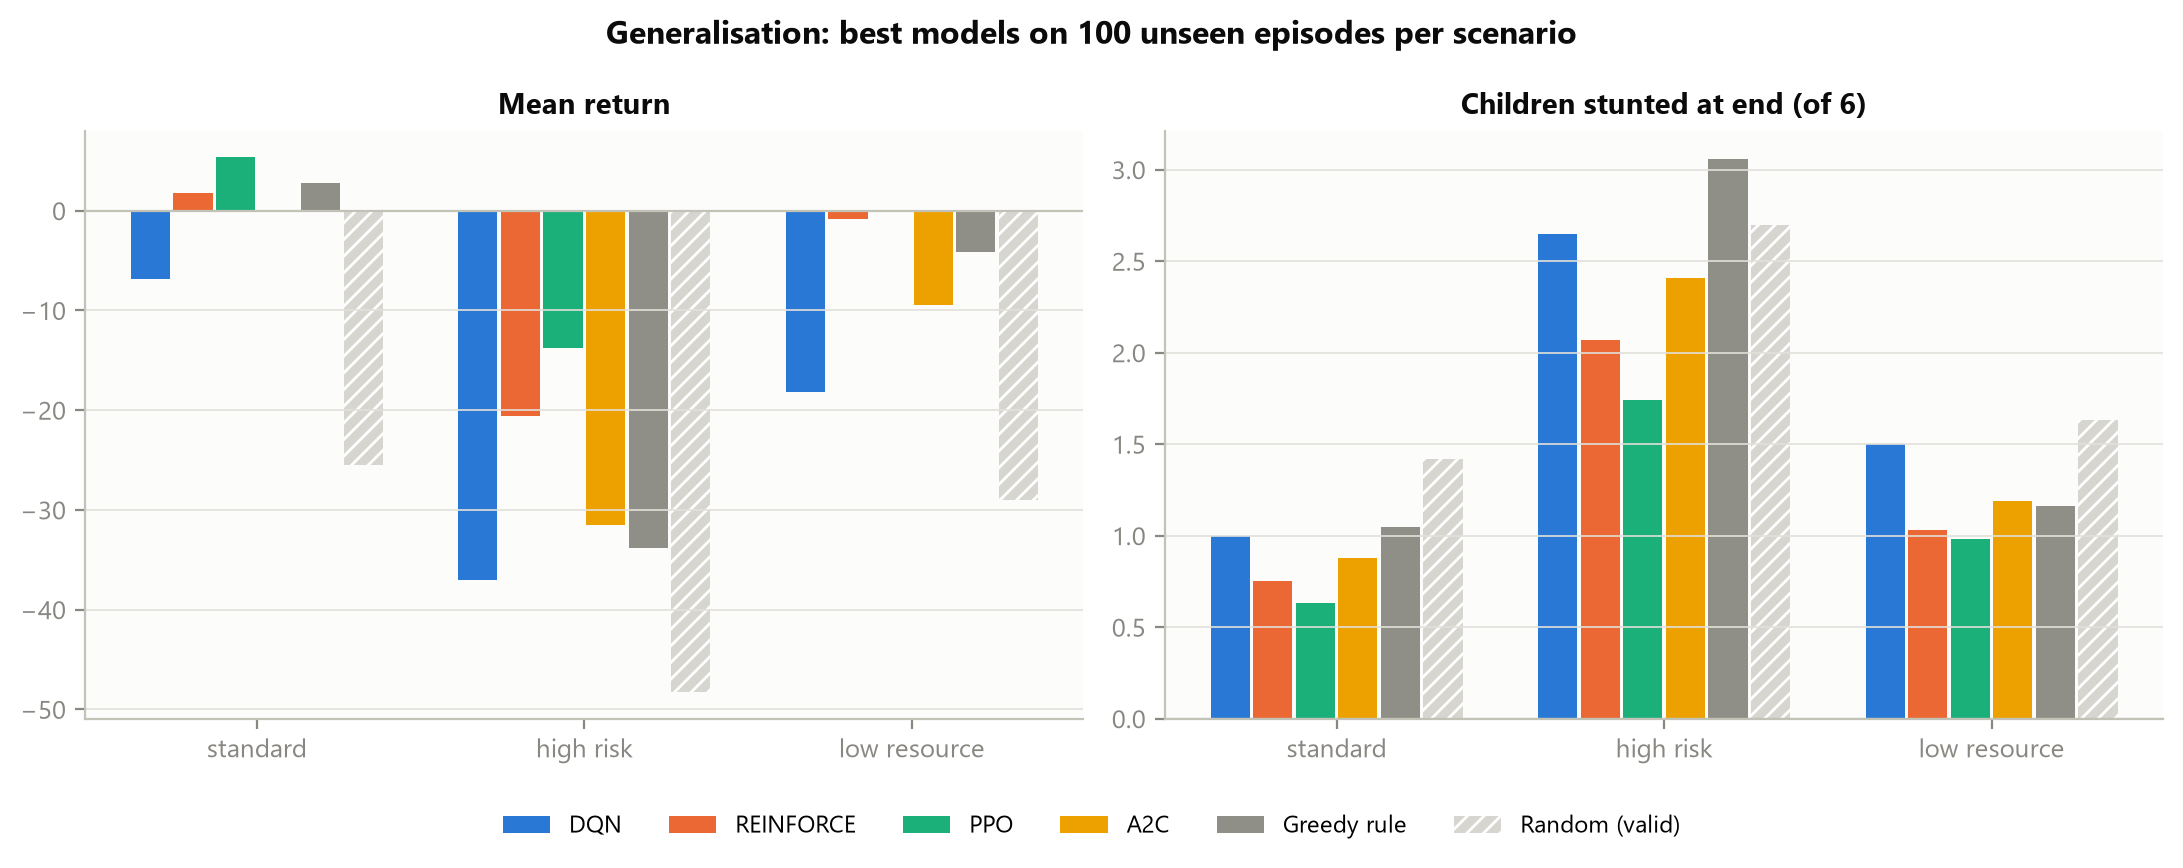 Generalisation: best models on 100 unseen episodes per scenario
Mean return
0
−10
−20
−30
−40
−50
standard high risk low resource
Children stunted at end (of 6)
3.0
2.5
2.0
1.5
1.0
0.5
0.0
standard high risk low resource
DQN REINFORCE PPO A2C Greedy rule Random (valid)